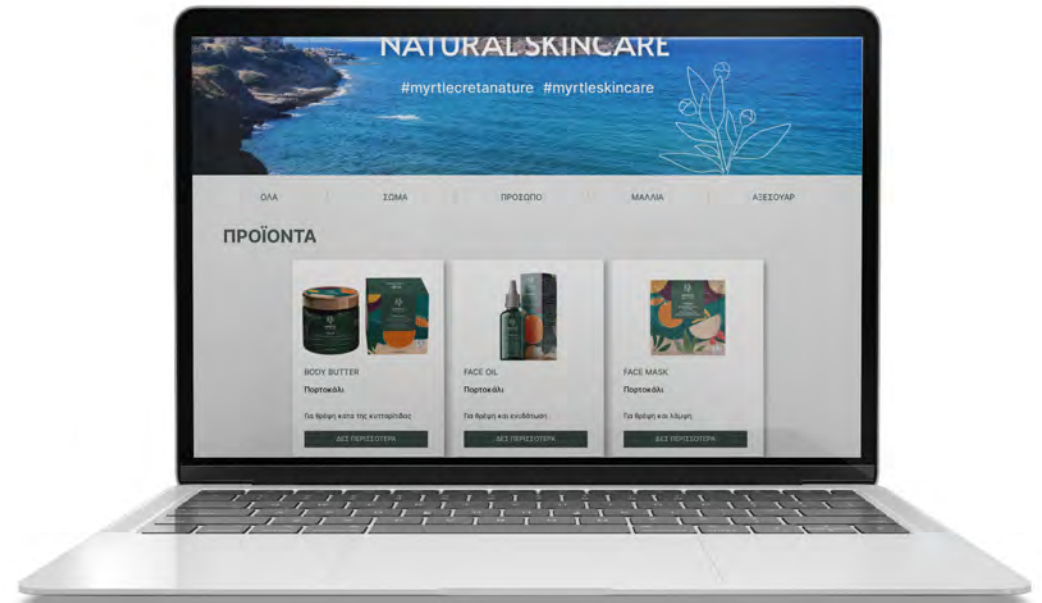 NATURAL SKINCARE
#myrtlecretanature #myrtleskincare
ΟΛΑ ΣΩΜΑ ΠΡΟΣΩΠΟ ΜΑΛΛΙΑ ΑΞΕΣΟΥΑΡ
ΠΡΟΪΟΝΤΑ
BODY BUTTER
Πορτοκάλι
Για θρέψη κατα της κυτταρίτιδας
ΔΕΣ ΠΕΡΙΣΣΟΤΕΡΑ
FACE OIL
Πορτοκάλι
Για θρέψη και ενυδάτωση
ΔΕΣ ΠΕΡΙΣΣΟΤΕΡΑ
FACE MASK
Πορτοκάλι
Για θρέψη και λάμψη
ΔΕΣ ΠΕΡΙΣΣΟΤΕΡΑ